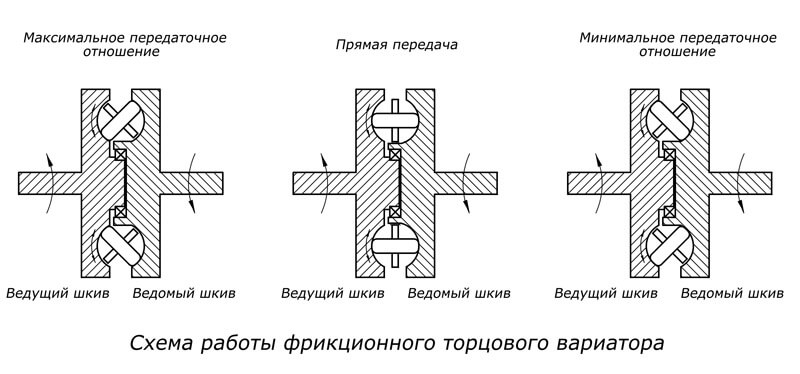 Максимальное передаточное
отношение
Прямая передача
Минимальное передаточное
отношение
Ведущий шкив Ведомый шкив
Ведущий шкив Ведомый шкив
Ведущий шкив Ведомый шкив
Схема работы фрикционного торцового вариатора